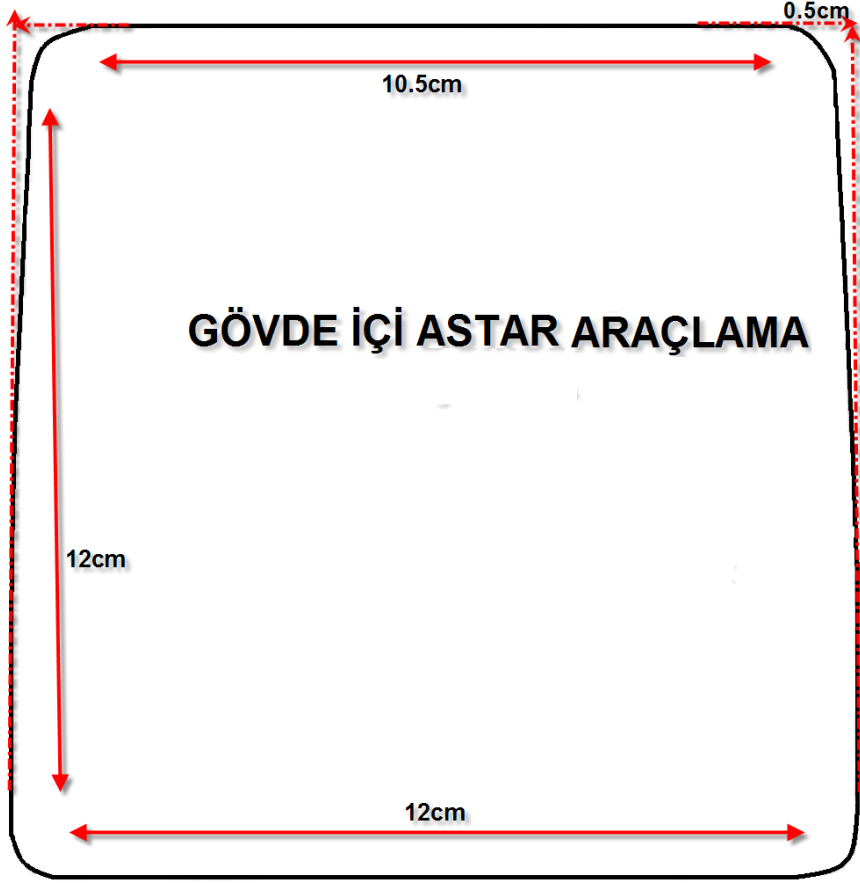 0.5cm
10.5cm
GÖVDE İÇİ ASTAR ARAÇLAMA
12cm
12cm